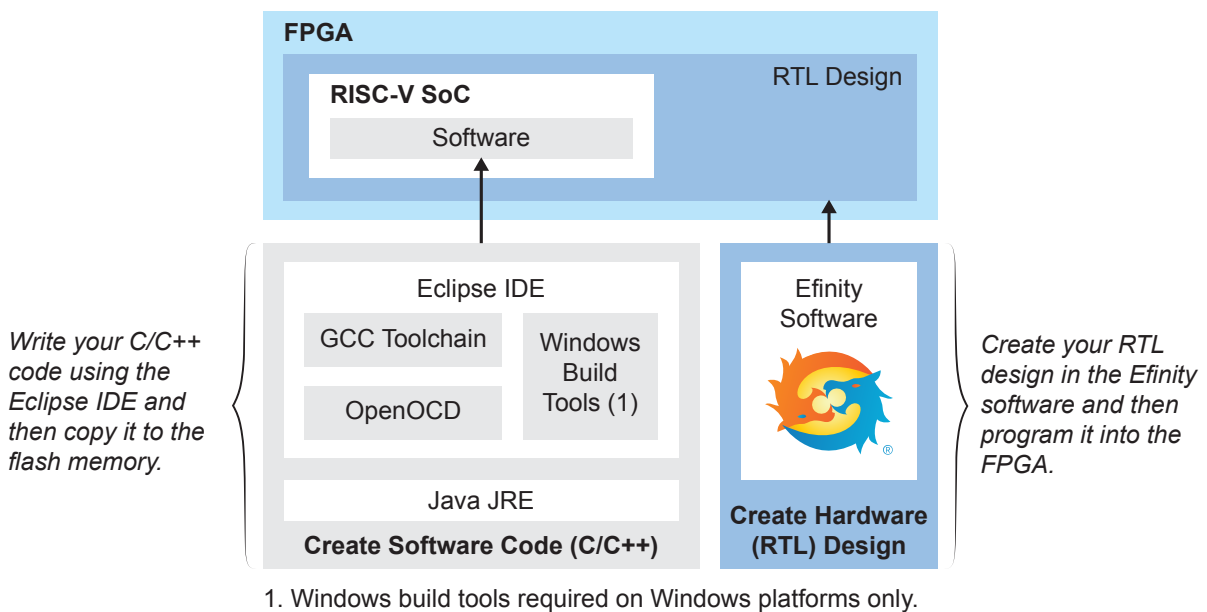 FPGA
RTL Design
RISC-V SoC
Software
Write your C/C++
code using the
Eclipse IDE and
then copy it to the
flash memory.
Eclipse IDE
GCC Toolchain
OpenOCD
Windows
Build
Tools (1)
Java JRE
Create Software Code (C/C++)
Efinity
Software
®
Create Hardware
(RTL) Design
Create your RTL
design in the Efinity
software and then
program it into the
FPGA.
1. Windows build tools required on Windows platforms only.